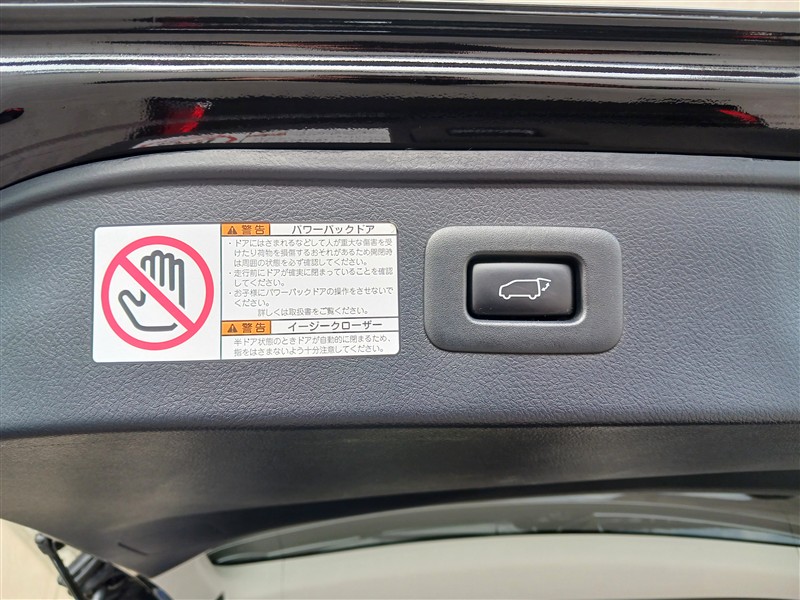 警告 パワーバックドア
・ドアにはさまれるなどして人が重大な傷害を受
けたり荷物を損傷するおそれがあるため開閉時
は周囲の状態を必ず確認してください。
・走行前にドアが確実に閉まっていることを確認
してください。
・お子様にパワーバックドアの操作をさせないで
ください。
詳しくは取扱書をご覧ください。
警告 イージークローザー
半ドア状態のときドアが自動的に閉まるため、
指をはさまないよう十分注意してください。